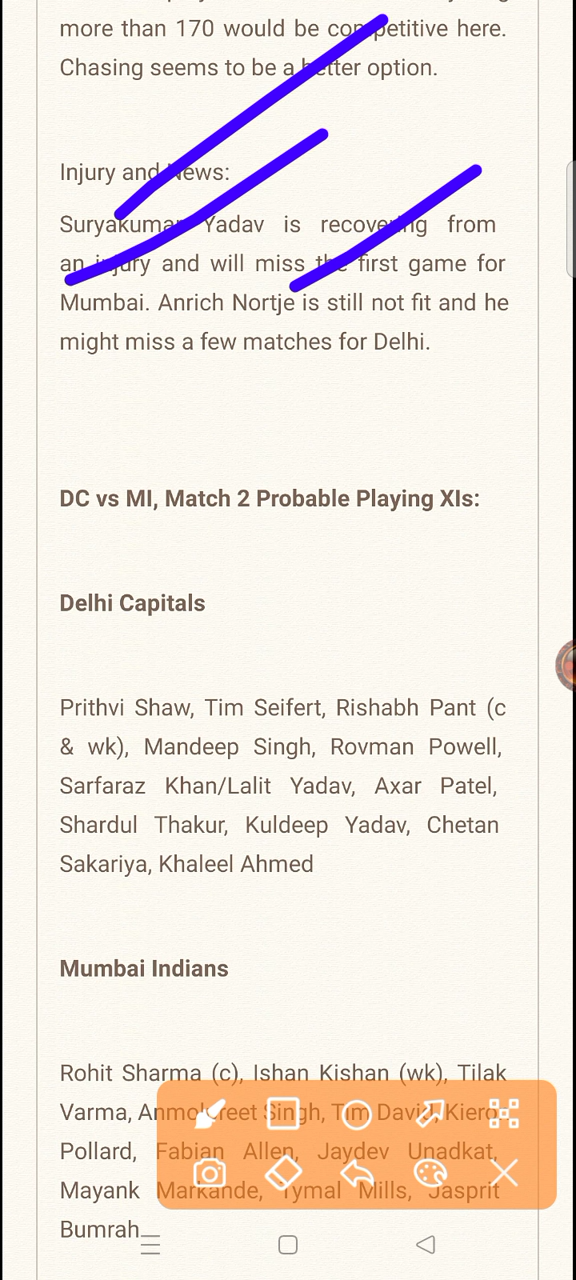 more than 170 would be competitive here.
Chasing seems to be a better option.
Injury and News:
Suryakumar Yadav is recovering from
an injury and will miss the first game for
Mumbai. Anrich Nortje is still not fit and he
might miss a few matches for Delhi.
DC vs MI, Match 2 Probable Playing XIs:
Delhi Capitals
Prithvi Shaw, Tim Seifert, Rishabh Pant (c
& wk), Mandeep Singh, Rovman Powell,
Sarfaraz Khan/Lalit Yadav, Axar Patel,
Shardul Thakur, Kuldeep Yadav, Chetan
Sakariya, Khaleel Ahmed
Mumbai Indians
Rohit Sharma (c), Ishan Kishan (wk), Tilak
Varma, Anmolpreet Singh, Tim David, Kieron
Pollard, Fabian Allen, Jaydev Unadkat,
Mayank Markande, Tymal Mills, Jasprit
Bumrah